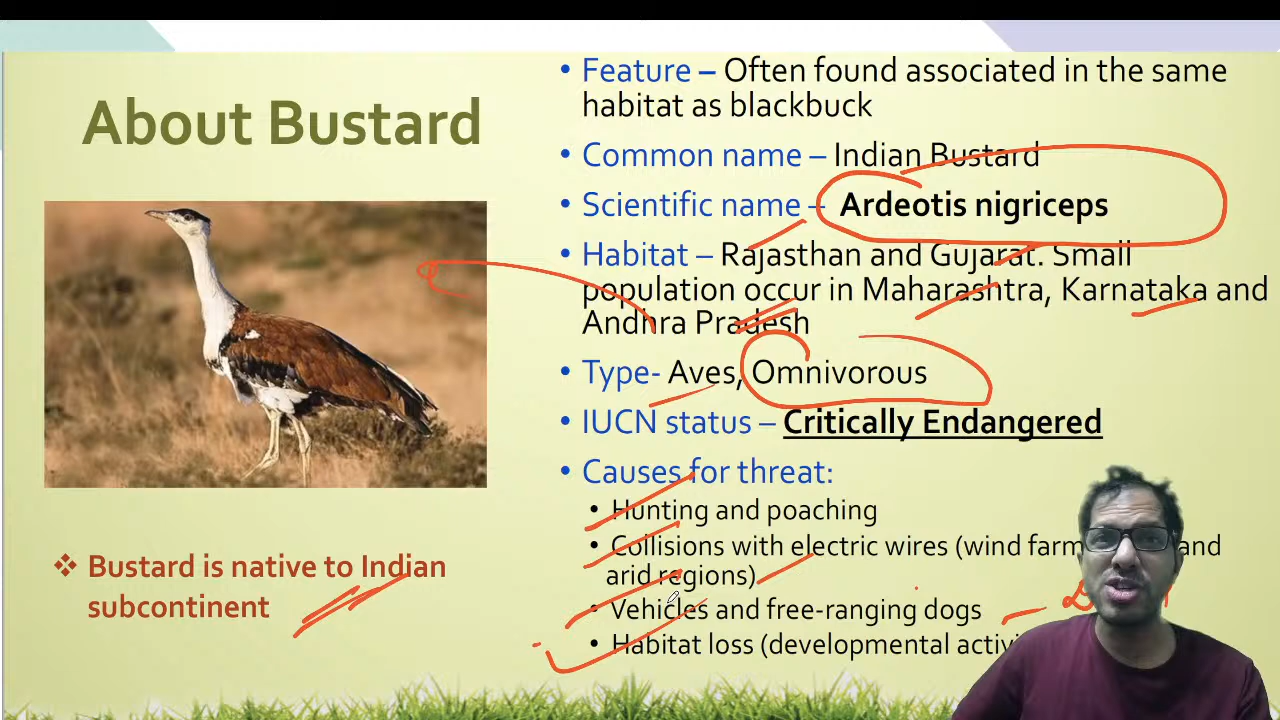 About Bustard
• Feature – Often found associated in the same
habitat as blackbuck
• Common name – Indian Bustard
• Scientific name – Ardeotis nigriceps
• Habitat – Rajasthan and Gujarat. Small
population occur in Maharashtra, Karnataka and
Andhra Pradesh
• Type- Aves, Omnivorous
• IUCN status – Critically Endangered
• Causes for threat:
• Hunting and poaching
• Collisions with electric wires (wind farm and
arid regions)
• Vehicles and free-ranging dogs
• Habitat loss (developmental
❖ Bustard is native to Indian
subcontinent